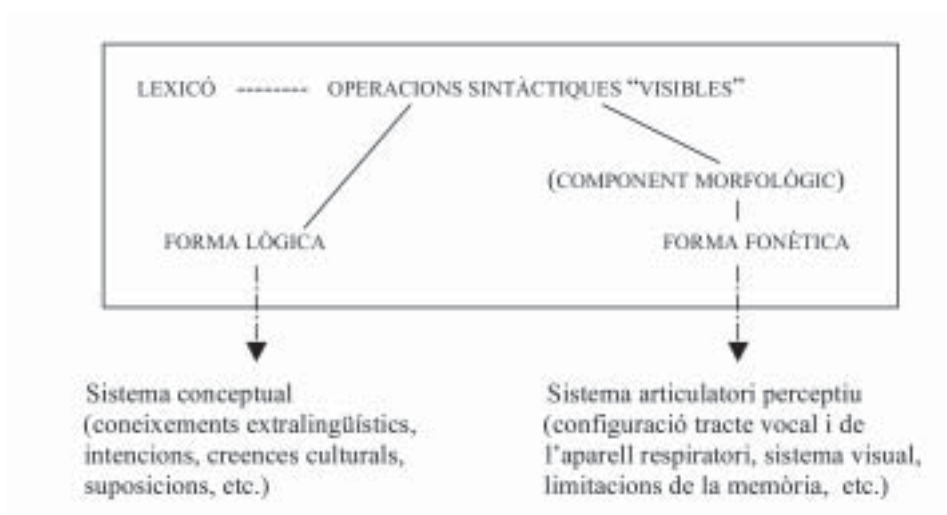 LEXICÓ -------- OPERACIONS SINTÀCTIQUES “VISIBLES”
(COMPONENT MORFOLÒGIC)
FORMA LÒGICA FORMA FONÈTICA
Sistema conceptual
(coneixements extralingüístics,
intencions, creences culturals,
suposicions, etc.)
Sistema articulatori perceptiu
(configuració tracte vocal i de
l’aparell respiratori, sistema visual,
limitacions de la memòria, etc.)